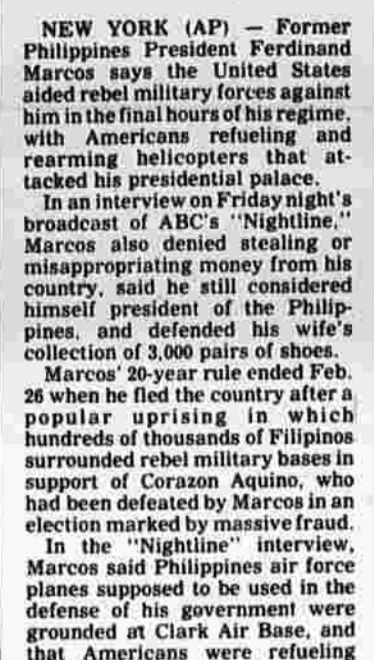 NEW YORK (AP) — Former
Philippines President Ferdinand
Marcos says the United States
aided rebel military forces against
him in the final hours of his regime,
with Americans refueling and
rearming helicopters that at-
tacked his presidential palace.
In an interview on Friday night's
broadcast of ABC's "Nightline,"
Marcos also denied stealing or
misappropriating money from his
country, said he still considered
himself president of the Philip-
pines, and defended his wife's
collection of 3,000 pairs of shoes.
Marcos' 20-year rule ended Feb.
26 when he fled the country after a
popular uprising in which
hundreds of thousands of Filipinos
surrounded rebel military bases in
support of Corazon Aquino, who
had been defeated by Marcos in an
election marked by massive fraud.
In the "Nightline" interview,
Marcos said Philippines air force
planes supposed to be used in the
defense of his government were
grounded at Clark Air Base, and
that Americans were refueling